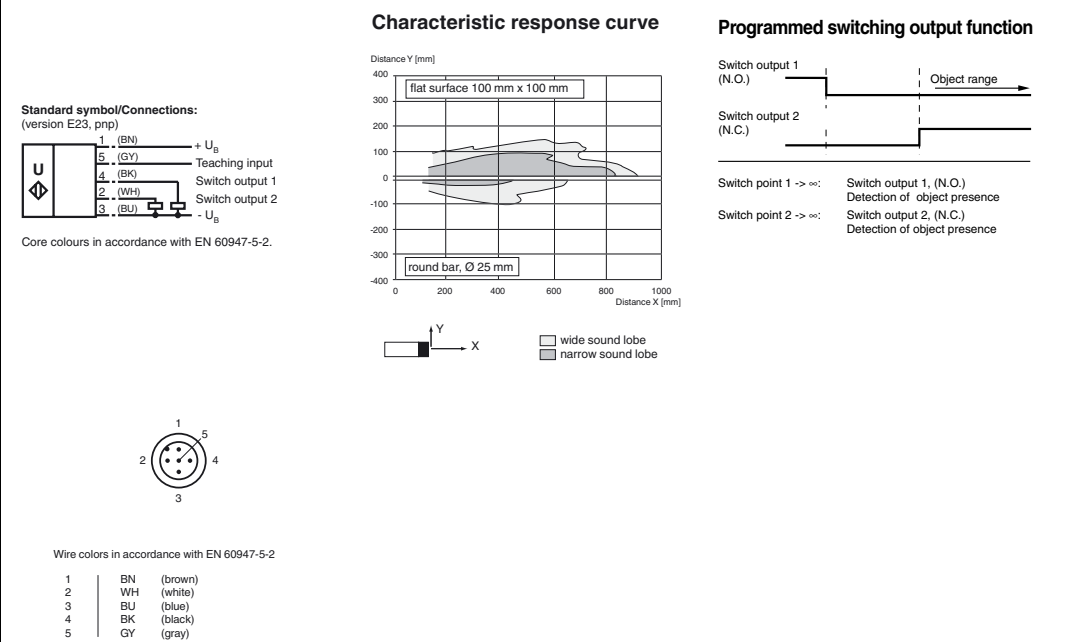 Characteristic response curve
Programmed switching output function
Distance Y [mm]
400
300
200
100
0
-100
-200
-300
-400
flat surface 100 mm x 100 mm
round bar, Ø 25 mm
0 200 400 600 800 1000
Distance X [mm]
Y
X
wide sound lobe
narrow sound lobe
Switch output 1
(N.O.)
Object range
Switch output 2
(N.C.)
Switch point 1 -> ∞: Switch output 1, (N.O.)
Detection of object presence
Switch point 2 -> ∞: Switch output 2, (N.C.)
Detection of object presence
Standard symbol/Connections:
(version E23, pnp)
U
1 (BN) + UB
5 (GY) Teaching input
4 (BK) Switch output 1
2 (WH) Switch output 2
3 (BU) - UB
Core colours in accordance with EN 60947-5-2.
1
5
2
4
3
Wire colors in accordance with EN 60947-5-2
1 BN (brown)
2 WH (white)
3 BU (blue)
4 BK (black)
5 GY (gray)